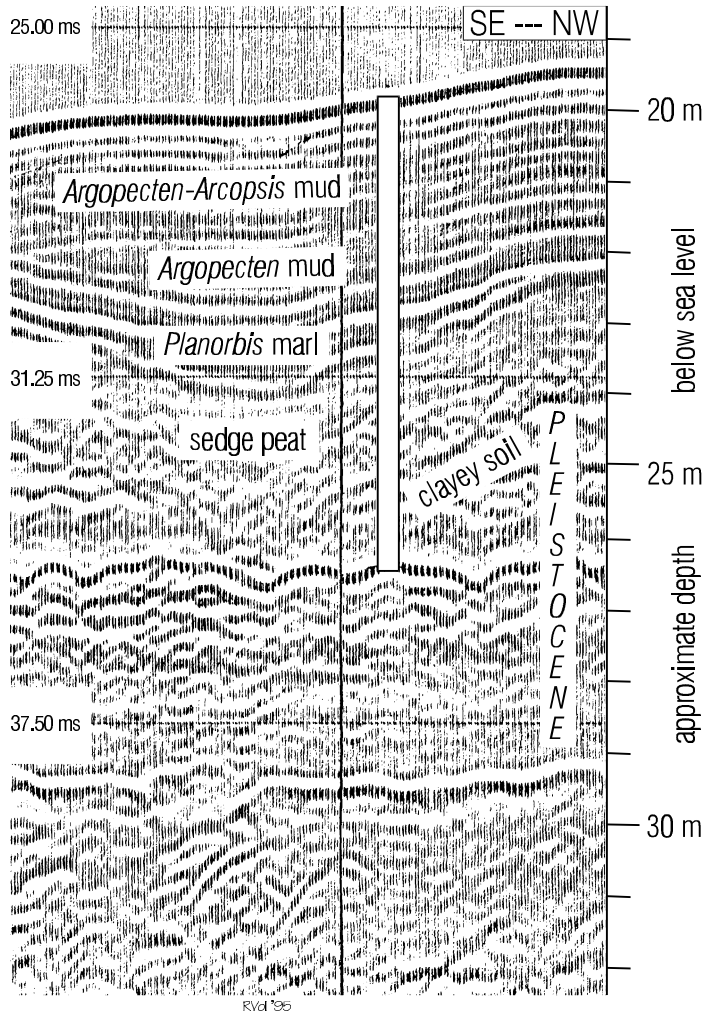 25.00 ms
SE --- NW
20 m
Argopecten-Arcopsis mud
Argopecten mud
below sea level
Planorbis marl
31.25 ms
sedge peat
clayey soil
PLEISTOCENE
25 m
approximate depth
37.50 ms
30 m
RVol '95